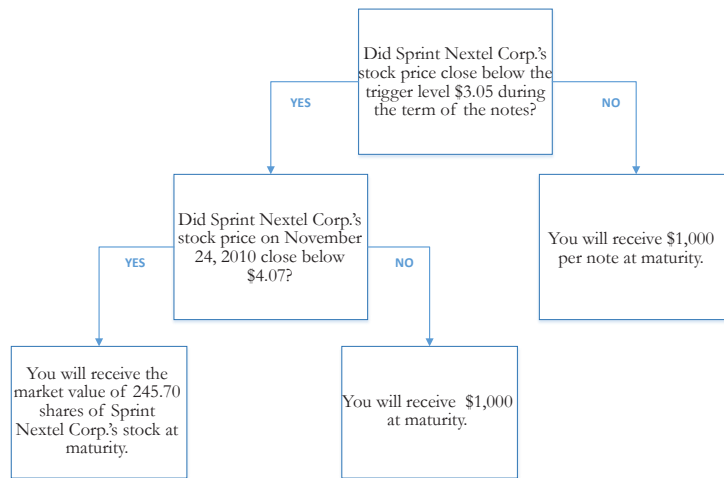 Did Sprint Nextel Corp.'s
stock price close below the
trigger level $3.05 during
the term of the notes?
YES
NO
Did Sprint Nextel Corp.'s
stock price on November
24, 2010 close below
$4.07?
You will receive $1,000
per note at maturity.
YES
NO
You will receive the
market value of 245.70
shares of Sprint
Nextel Corp.'s stock at
maturity.
You will receive $1,000
at maturity.